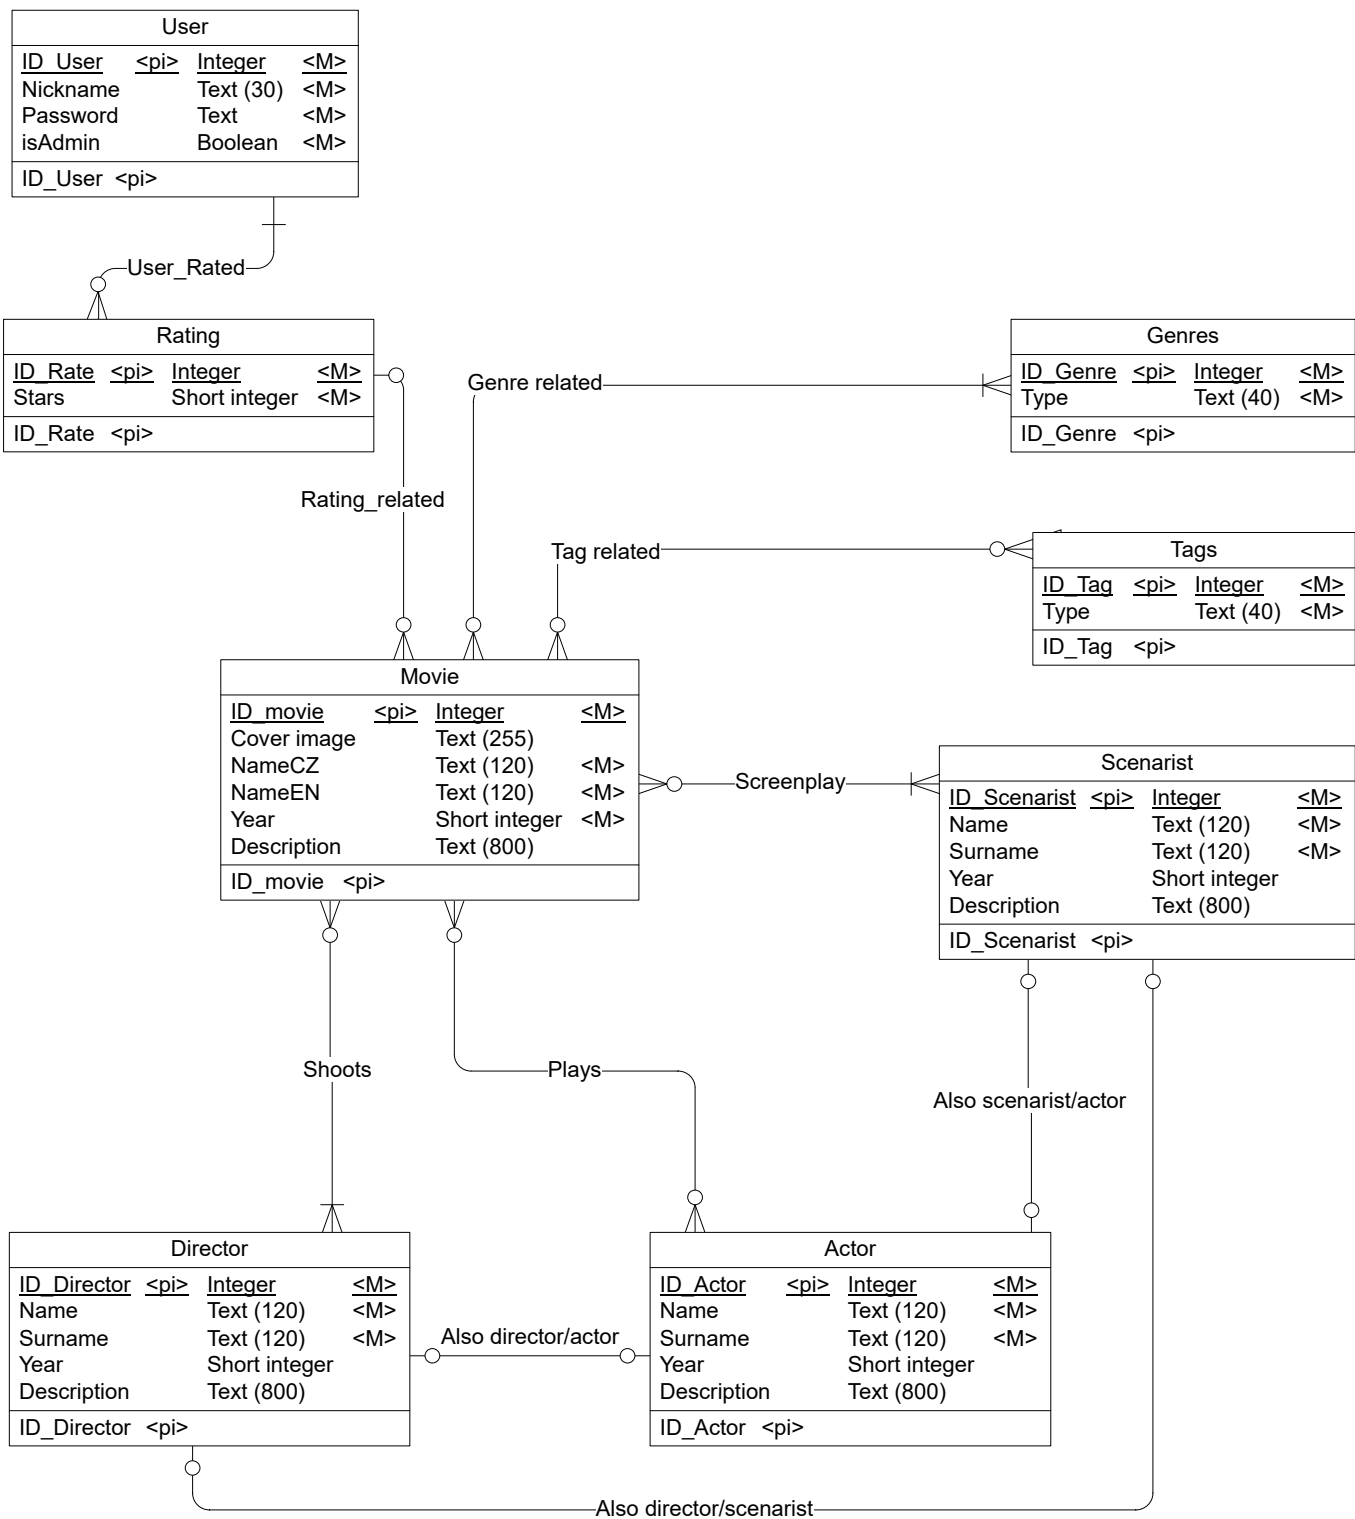 User
ID_User <pi> Integer <M>
Nickname Text (30) <M>
Password Text <M>
isAdmin Boolean <M>
ID_User <pi>
User_Rated
Rating
ID_Rate <pi> Integer <M>
Stars Short integer <M>
ID_Rate <pi>
Genre related
Genres
ID_Genre <pi> Integer <M>
Type Text (40) <M>
ID_Genre <pi>
Rating_related
Tag related
Tags
ID_Tag <pi> Integer <M>
Type Text (40) <M>
ID_Tag <pi>
Movie
ID_movie <pi> Integer <M>
Cover image Text (255)
NameCZ Text (120) <M>
NameEN Text (120) <M>
Year Short integer <M>
Description Text (800)
ID_movie <pi>
Screenplay
Scenarist
ID_Scenarist <pi> Integer <M>
Name Text (120) <M>
Surname Text (120) <M>
Year Short integer
Description Text (800)
ID_Scenarist <pi>
Shoots
Plays
Also scenarist/actor
Director
ID_Director <pi> Integer <M>
Name Text (120) <M>
Surname Text (120) <M>
Year Short integer
Description Text (800)
ID_Director <pi>
Also director/actor
Actor
ID_Actor <pi> Integer <M>
Name Text (120) <M>
Surname Text (120) <M>
Year Short integer
Description Text (800)
ID_Actor <pi>
Also director/scenarist